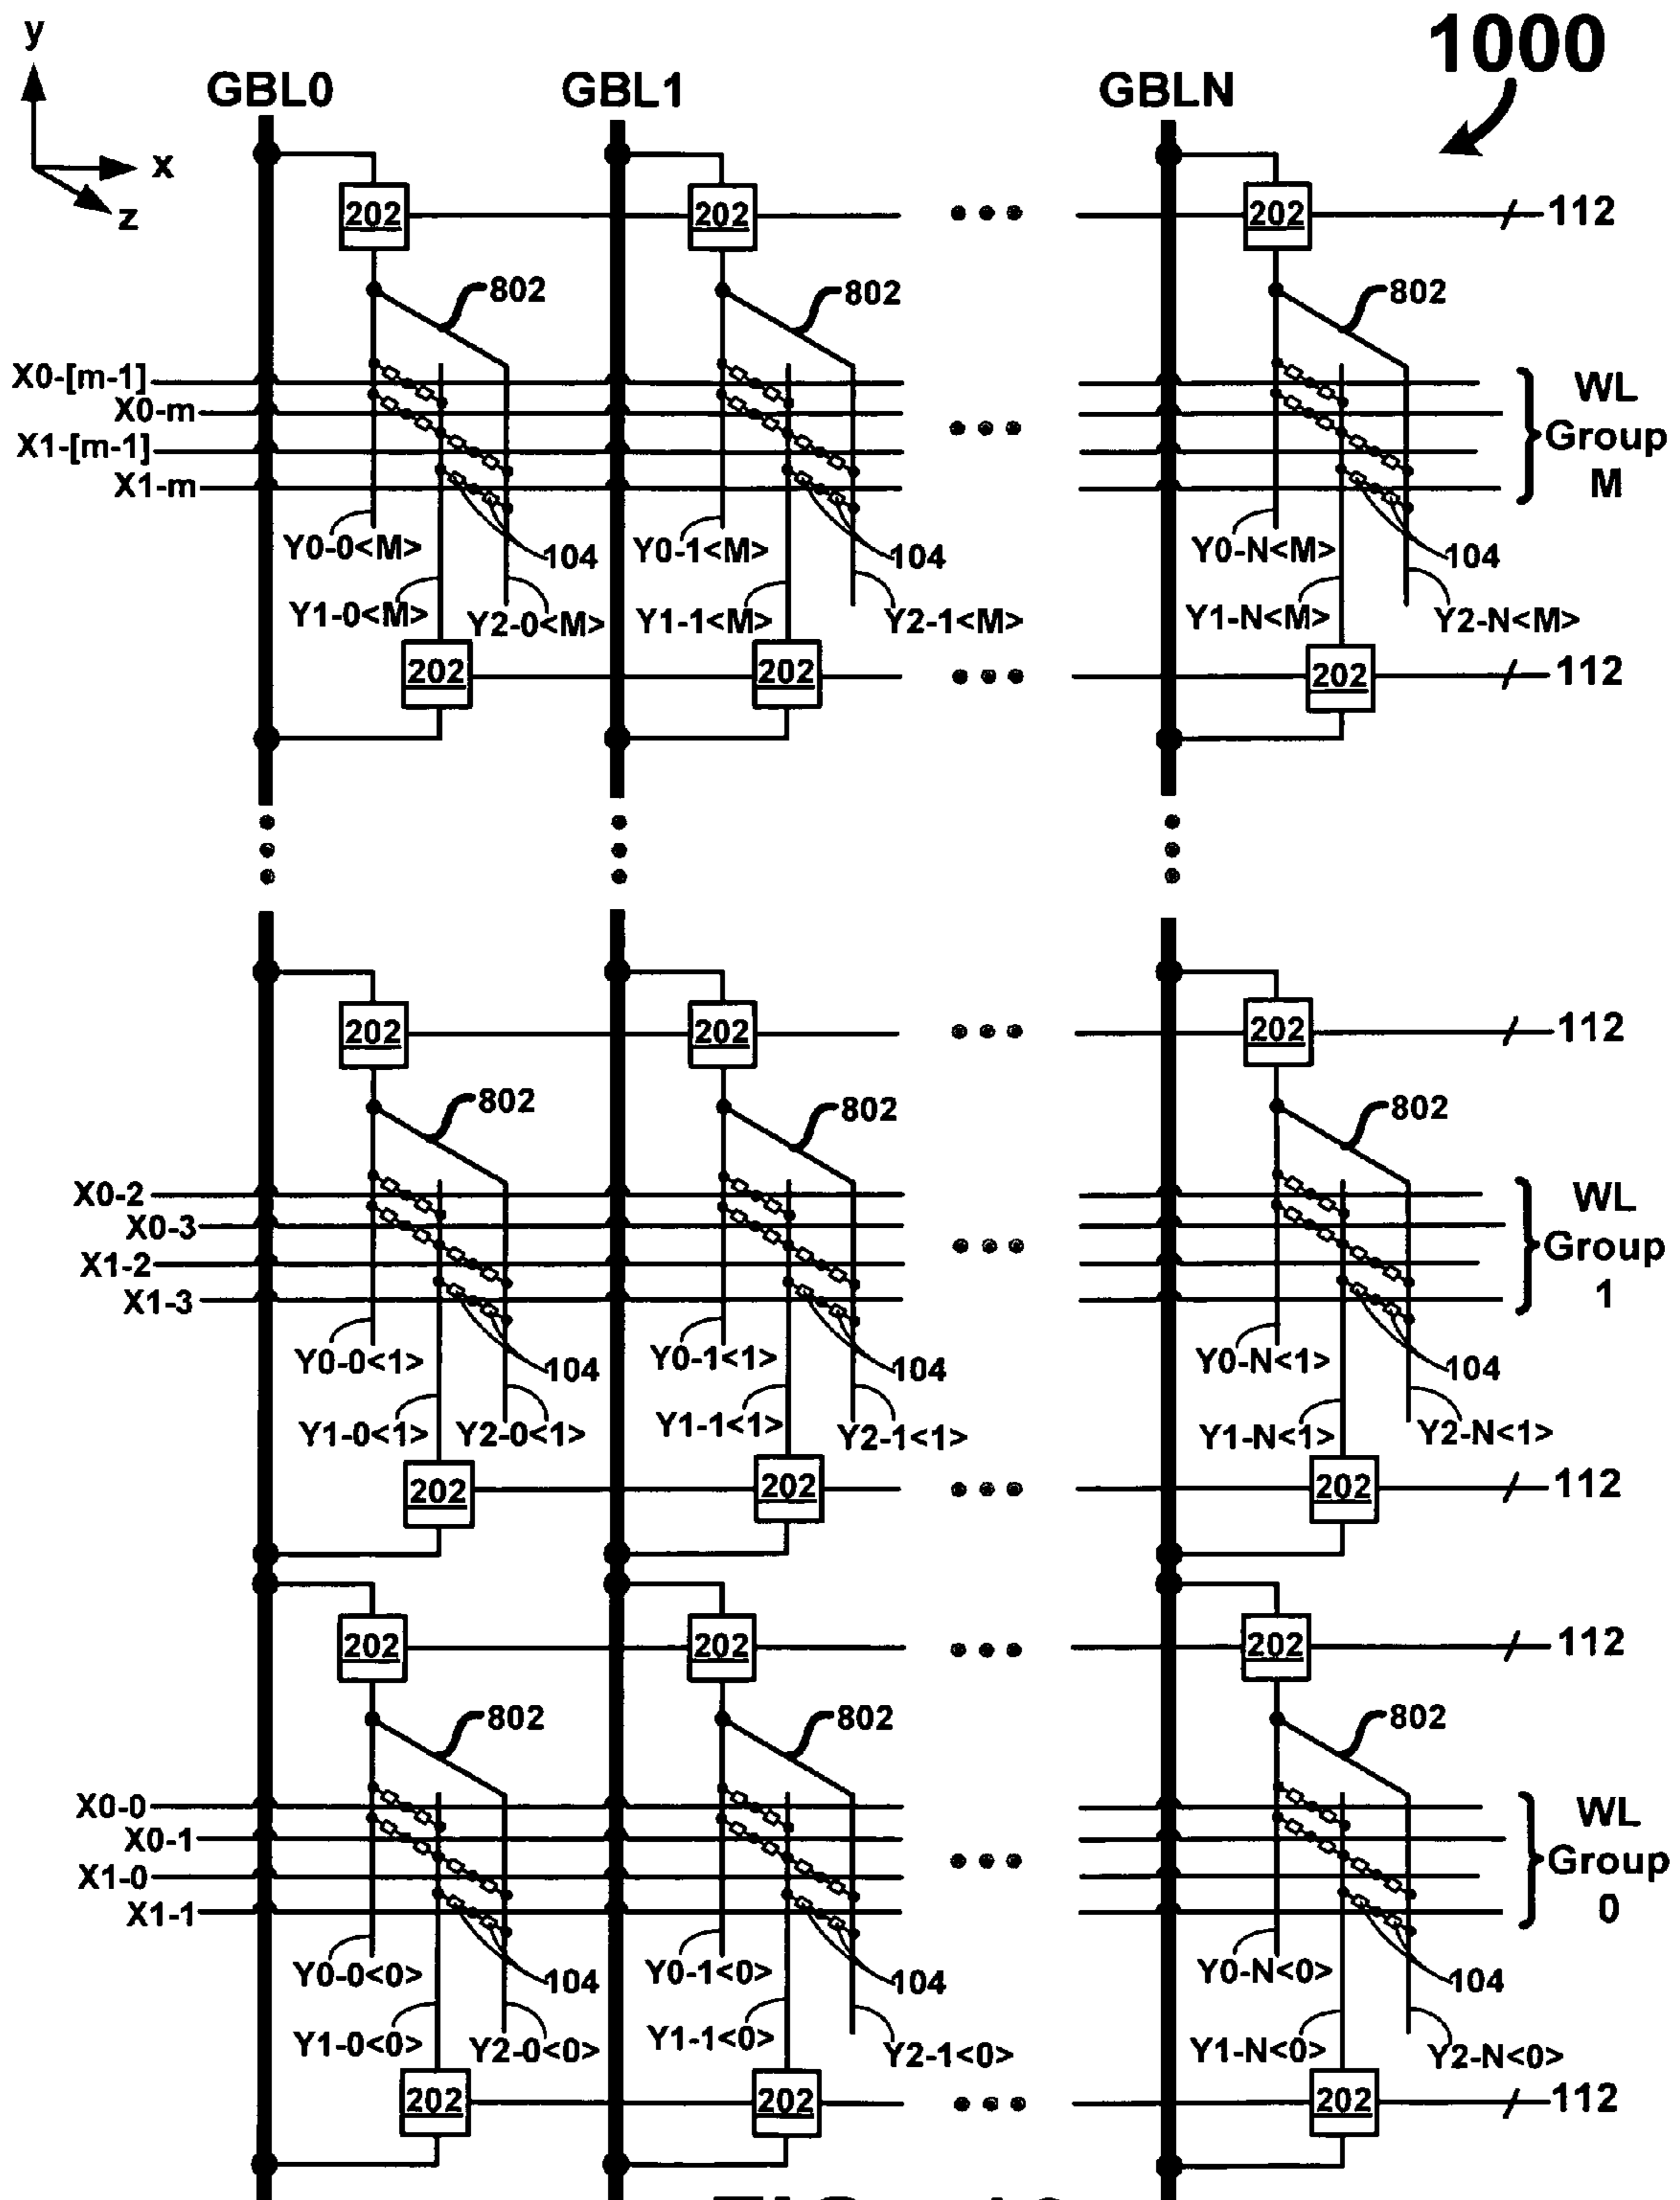 y
1000
GBL0 GBL1 GBLN
x
z
202 202 202 112
802 802 802
X0-[m-1]
X0-m
X1-[m-1]
X1-m
WL
Group
M
Y0-0<M> 104 Y0-1<M> 104 Y0-N<M> 104
Y1-0<M> Y2-0<M> Y1-1<M> Y2-1<M> Y1-N<M> Y2-N<M>
202 202 202 112
202 202 202 112
802 802 802
X0-2
X0-3
X1-2
X1-3
WL
Group
1
Y0-0<1> 104 Y0-1<1> 104 Y0-N<1> 104
Y1-0<1> Y2-0<1> Y1-1<1> Y2-1<1> Y1-N<1> Y2-N<1>
202 202 202 112
202 202 202 112
802 802 802
X0-0
X0-1
X1-0
X1-1
WL
Group
0
Y0-0<0> 104 Y0-1<0> 104 Y0-N<0> 104
Y1-0<0> Y2-0<0> Y1-1<0> Y2-1<0> Y1-N<0> Y2-N<0>
202 202 202 112